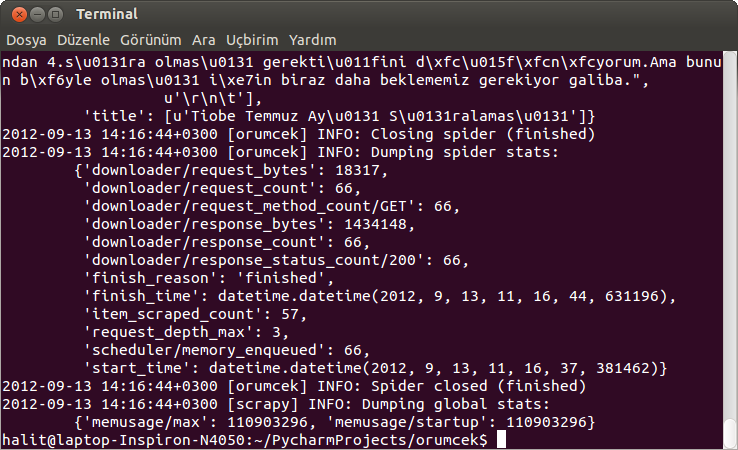 Terminal
Dosya Düzenle Görünüm Ara Uçbirim Yardım
ndan 4.s\u0131ra olmas\u0131 gerekti\u011fini d\xfc\u015f\xfcn\xfcyorum.Ama bunu
n b\xf6yle olmas\u0131 i\xe7in biraz daha beklememiz gerekiyor galiba.",
u'\r\n\t'],
'title': [u'Tiobe Temmuz Ay\u0131 S\u0131ralamas\u0131']}
2012-09-13 14:16:44+0300 [orumcek] INFO: Closing spider (finished)
2012-09-13 14:16:44+0300 [orumcek] INFO: Dumping spider stats:
{'downloader/request_bytes': 18317,
'downloader/request_count': 66,
'downloader/request_method_count/GET': 66,
'downloader/response_bytes': 1434148,
'downloader/response_count': 66,
'downloader/response_status_count/200': 66,
'finish_reason': 'finished',
'finish_time': datetime.datetime(2012, 9, 13, 11, 16, 44, 631196),
'item_scraped_count': 57,
'request_depth_max': 3,
'scheduler/memory_enqueued': 66,
'start_time': datetime.datetime(2012, 9, 13, 11, 16, 37, 381462)}
2012-09-13 14:16:44+0300 [orumcek] INFO: Spider closed (finished)
2012-09-13 14:16:44+0300 [scrapy] INFO: Dumping global stats:
{'memusage/max': 110903296, 'memusage/startup': 110903296}
halit@laptop-Inspiron-N4050:~/PycharmProjects/orumcek$